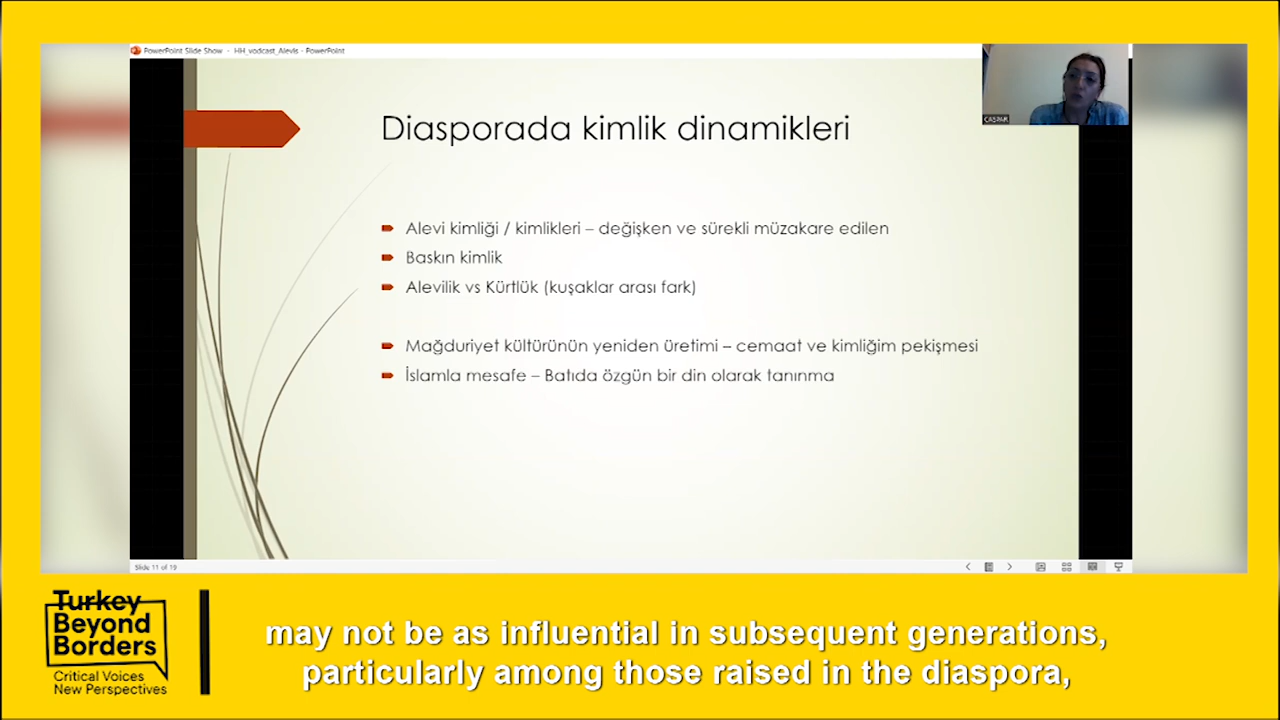 PowerPoint Slide Show - HH_vodcast_Alevis - PowerPoint
CASPAR
Diasporada kimlik dinamikleri
Alevi kimliği / kimlikleri – değişken ve sürekli müzakare edilen
Baskın kimlik
Alevilik vs Kürtlük (kuşaklar arası fark)
Mağduriyet kültürünün yeniden üretimi – cemaat ve kimliğim pekişmesi
İslamla mesafe – Batıda özgün bir din olarak tanınma
Slide 11 of 19
Turkey
Beyond
Borders
Critical Voices
New Perspectives
may not be as influential in subsequent generations,
particularly among those raised in the diaspora,